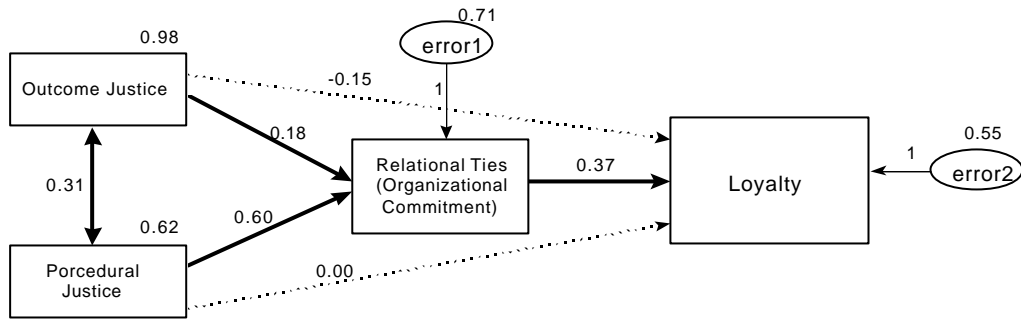 0.71
error1
0.98
Outcome Justice
-0.15
1
0.18
0.55
1
error2
Relational Ties
(Organizational
Commitment)
0.37
Loyalty
0.31
0.62
0.60
Porcedural
Justice
0.00